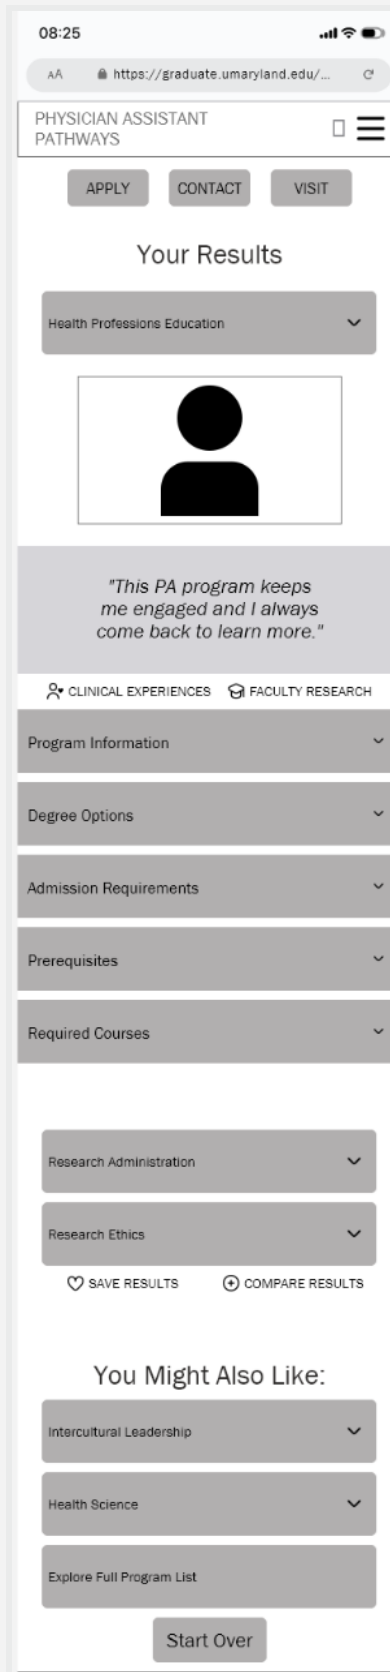 08:25
AA https://graduate.umaryland.edu/...
PHYSICIAN ASSISTANT
PATHWAYS
APPLY CONTACT VISIT
Your Results
Health Professions Education
"This PA program keeps
me engaged and I always
come back to learn more."
CLINICAL EXPERIENCES FACULTY RESEARCH
Program Information
Degree Options
Admission Requirements
Prerequisites
Required Courses
Research Administration
Research Ethics
SAVE RESULTS COMPARE RESULTS
You Might Also Like:
Intercultural Leadership
Health Science
Explore Full Program List
Start Over